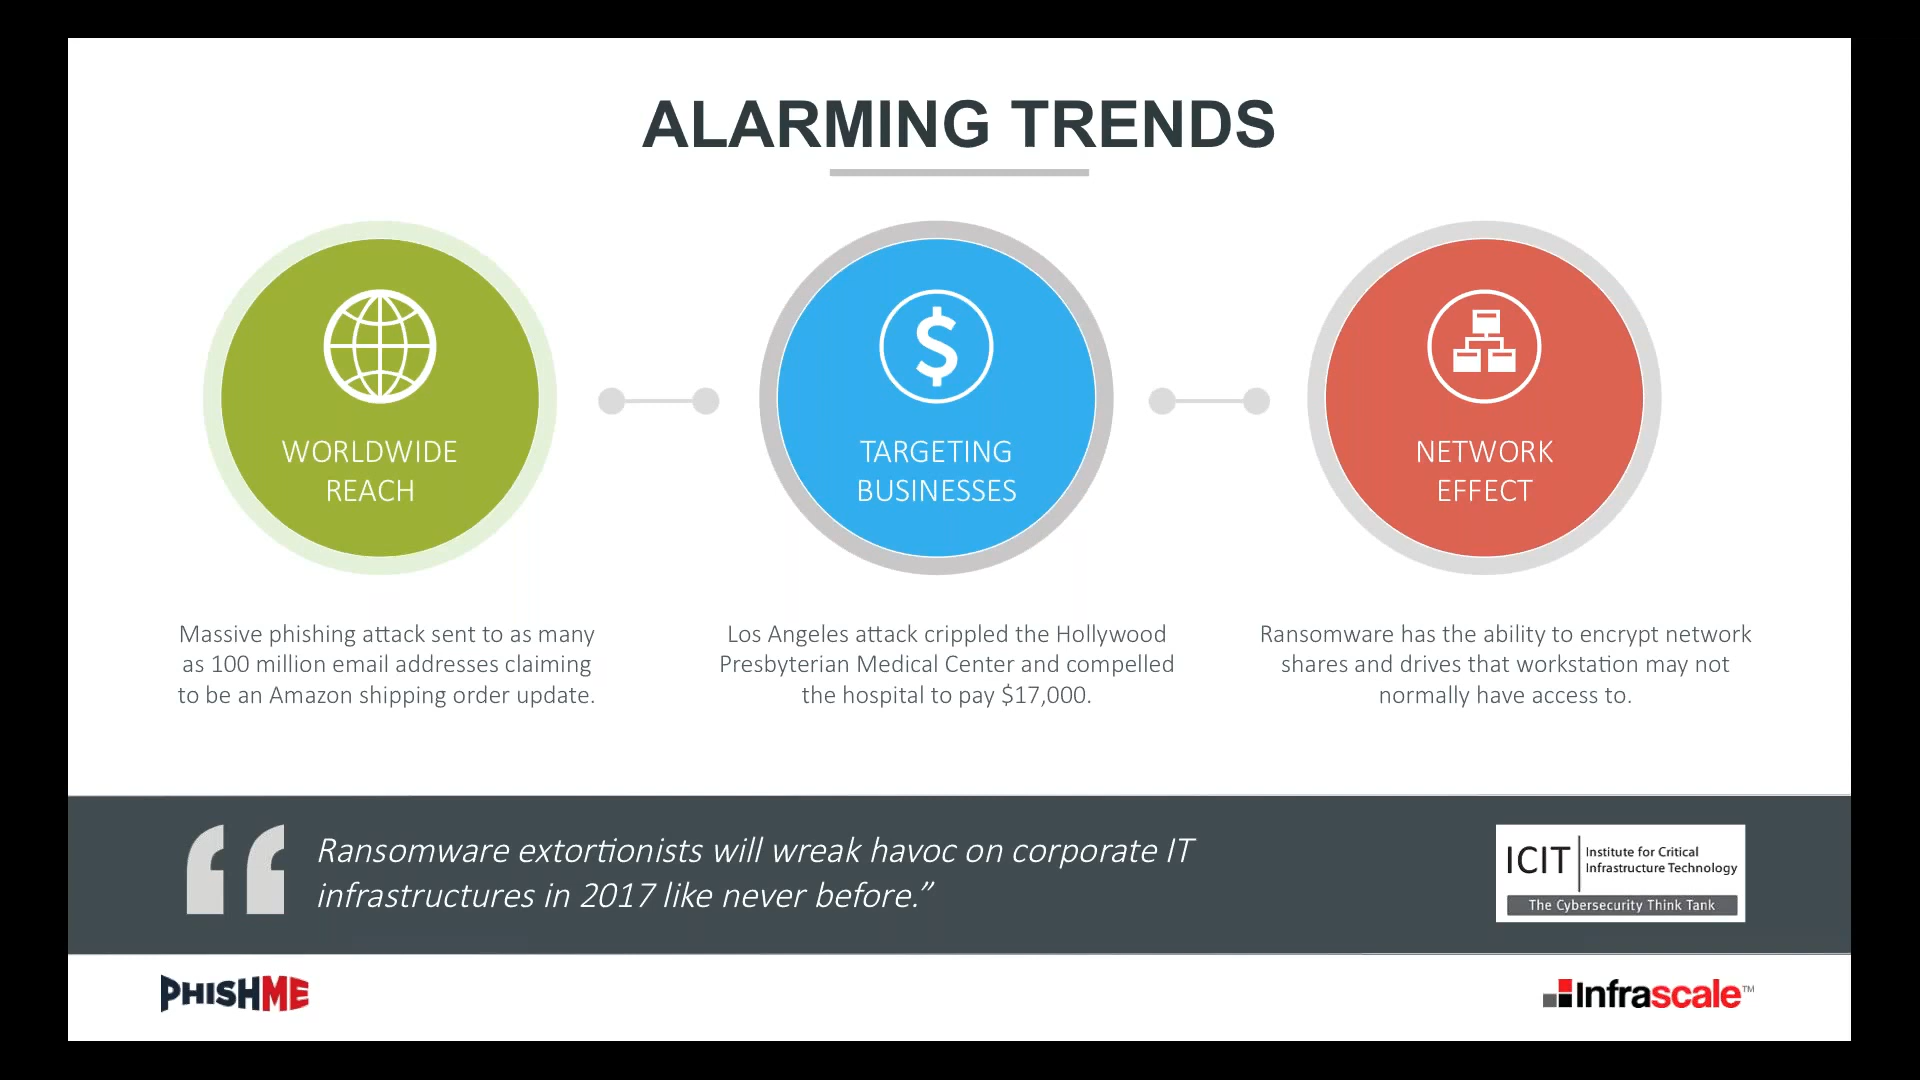 ALARMING TRENDS
WORLDWIDE
REACH
TARGETING
BUSINESSES
NETWORK
EFFECT
Massive phishing attack sent to as many
as 100 million email addresses claiming
to be an Amazon shipping order update.
Los Angeles attack crippled the Hollywood
Presbyterian Medical Center and compelled
the hospital to pay $17,000.
Ransomware has the ability to encrypt network
shares and drives that workstation may not
normally have access to.
“Ransomware extortionists will wreak havoc on corporate IT
infrastructures in 2017 like never before.”
ICIT
Institute for Critical
Infrastructure Technology
The Cybersecurity Think Tank
PHISHME
Infrascale™